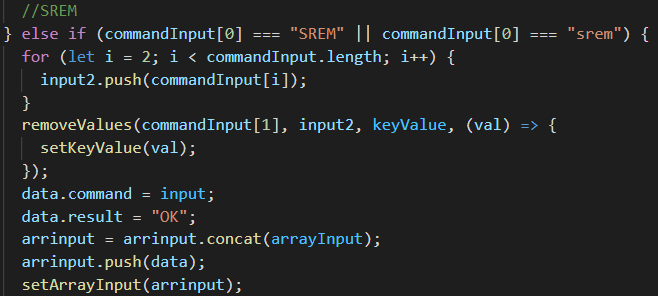 //SREM
} else if (commandInput[0] === "SREM" || commandInput[0] === "srem") {
for (let i = 2; i < commandInput.length; i++) {
input2.push(commandInput[i]);
}
removeValues(commandInput[1], input2, keyValue, (val) => {
setKeyValue(val);
});
data.command = input;
data.result = "OK";
arrinput = arrinput.concat(arrayInput);
arrinput.push(data);
setArrayInput(arrinput);